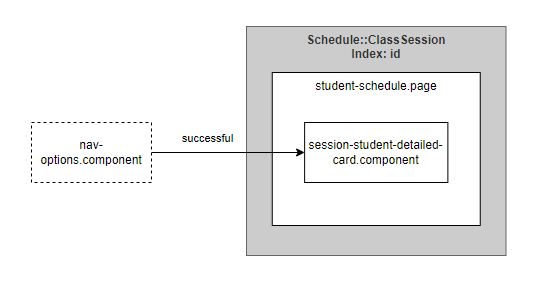 Schedule::ClassSession
Index: id
student-schedule.page
nav-
options.component
successful
session-student-detailed-
card.component